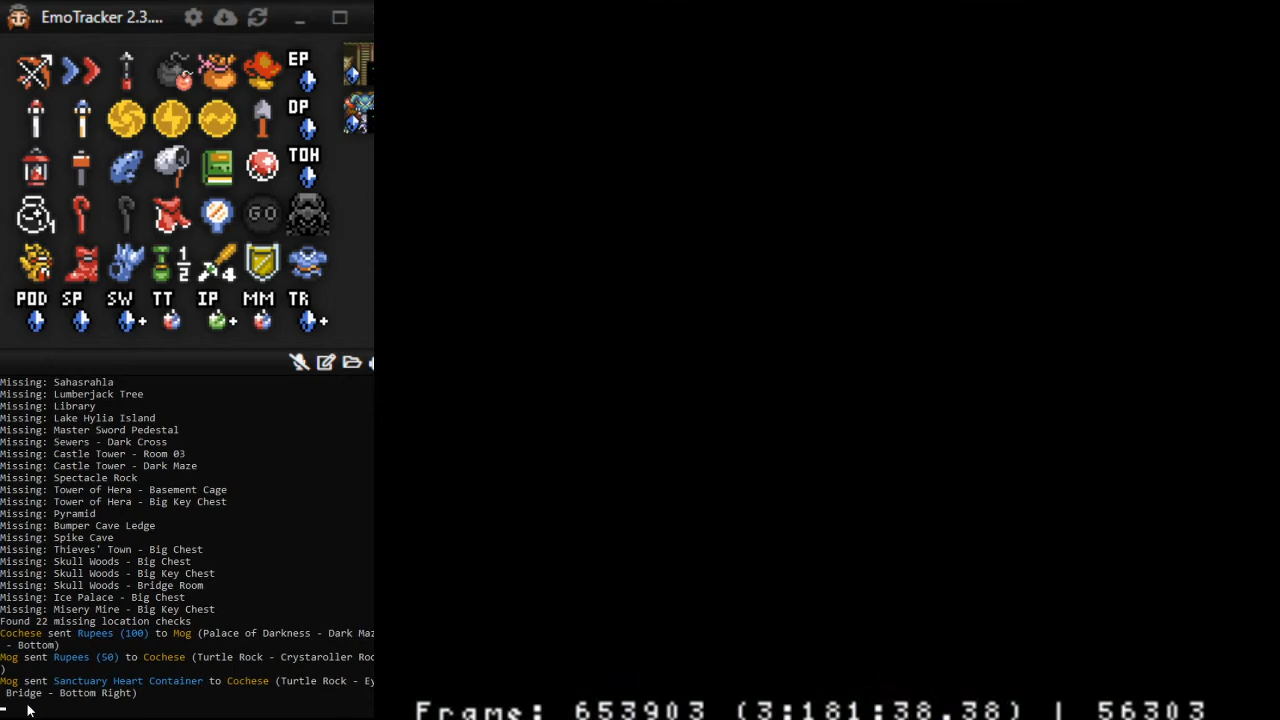 EmoTracker 2.3....
EP
DP
TOH
GO
1/2
4
POD SP SW TT IP MM TR
+ + +
Missing: Sahasrahla
Missing: Lumberjack Tree
Missing: Library
Missing: Lake Hylia Island
Missing: Master Sword Pedestal
Missing: Sewers - Dark Cross
Missing: Castle Tower - Room 03
Missing: Castle Tower - Dark Maze
Missing: Spectacle Rock
Missing: Tower of Hera - Basement Cage
Missing: Tower of Hera - Big Key Chest
Missing: Pyramid
Missing: Bumper Cave Ledge
Missing: Spike Cave
Missing: Thieves' Town - Big Chest
Missing: Skull Woods - Big Chest
Missing: Skull Woods - Big Key Chest
Missing: Skull Woods - Bridge Room
Missing: Ice Palace - Big Chest
Missing: Misery Mire - Big Key Chest
Found 22 missing location checks
Cochese sent Rupees (100) to Mog (Palace of Darkness - Dark Maz
- Bottom)
Mog sent Rupees (50) to Cochese (Turtle Rock - Crystaroller Roo
)
Mog sent Sanctuary Heart Container to Cochese (Turtle Rock - Ey
Bridge - Bottom Right)
Frame: 653903 (3:181:38.38) | 56303